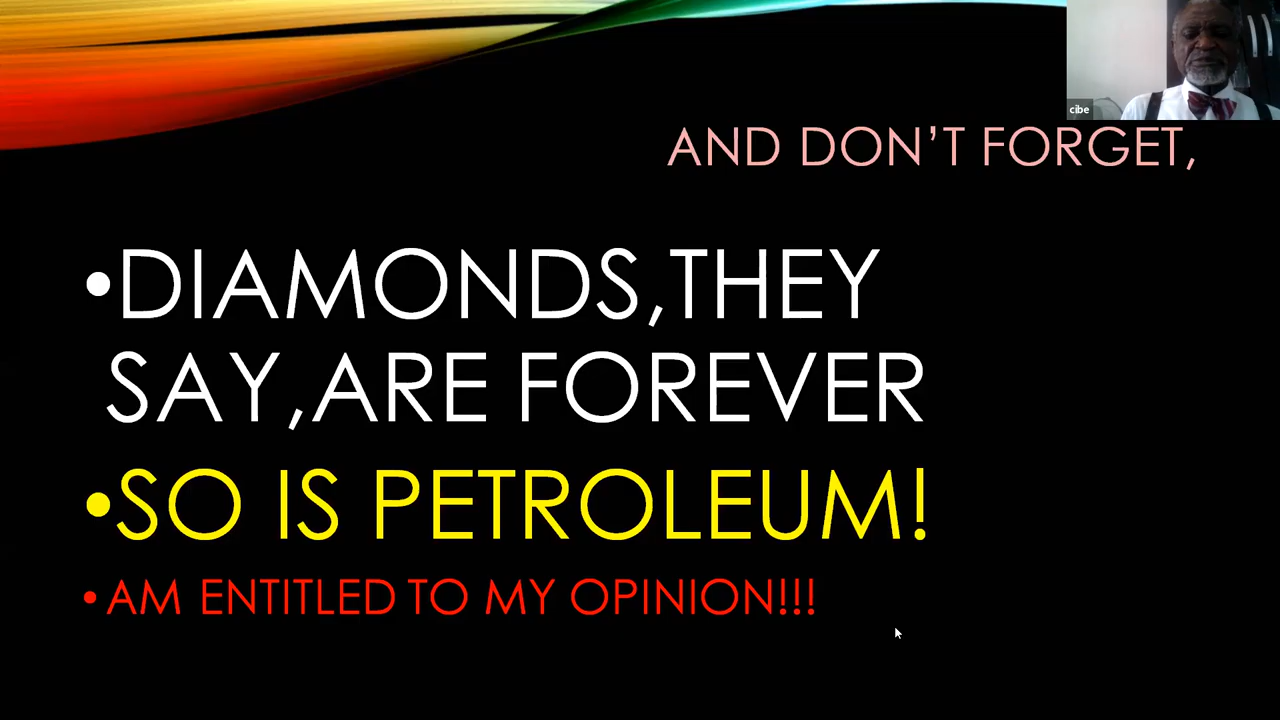 cibe
AND DON’T FORGET,
•DIAMONDS,THEY
SAY,ARE FOREVER
•SO IS PETROLEUM!
• AM ENTITLED TO MY OPINION!!!